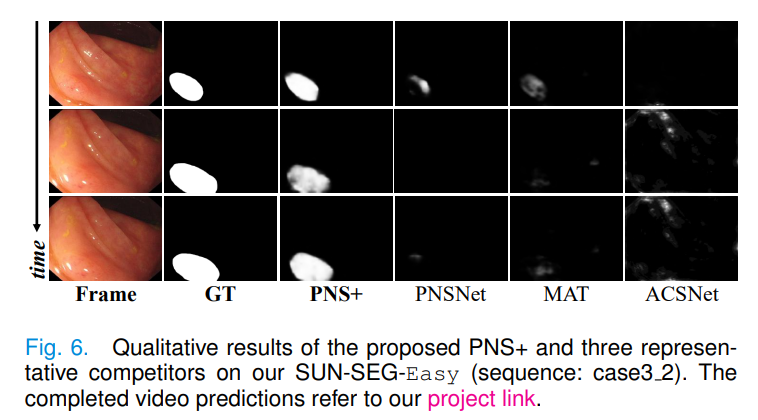 time
Frame GT PNS+ PNSNet MAT ACSNet
Fig. 6. Qualitative results of the proposed PNS+ and three represen-
tative competitors on our SUN-SEG-Easy (sequence: case3_2). The
completed video predictions refer to our project link.